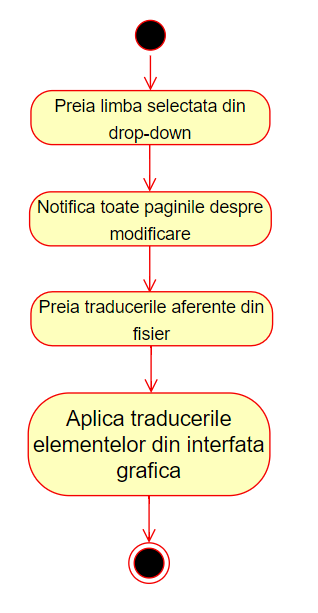 Preia limba selectata din
drop-down
Notifica toate paginile despre
modificare
Preia traducerile aferente din
fisier
Aplica traducerile
elementelor din interfata
grafica